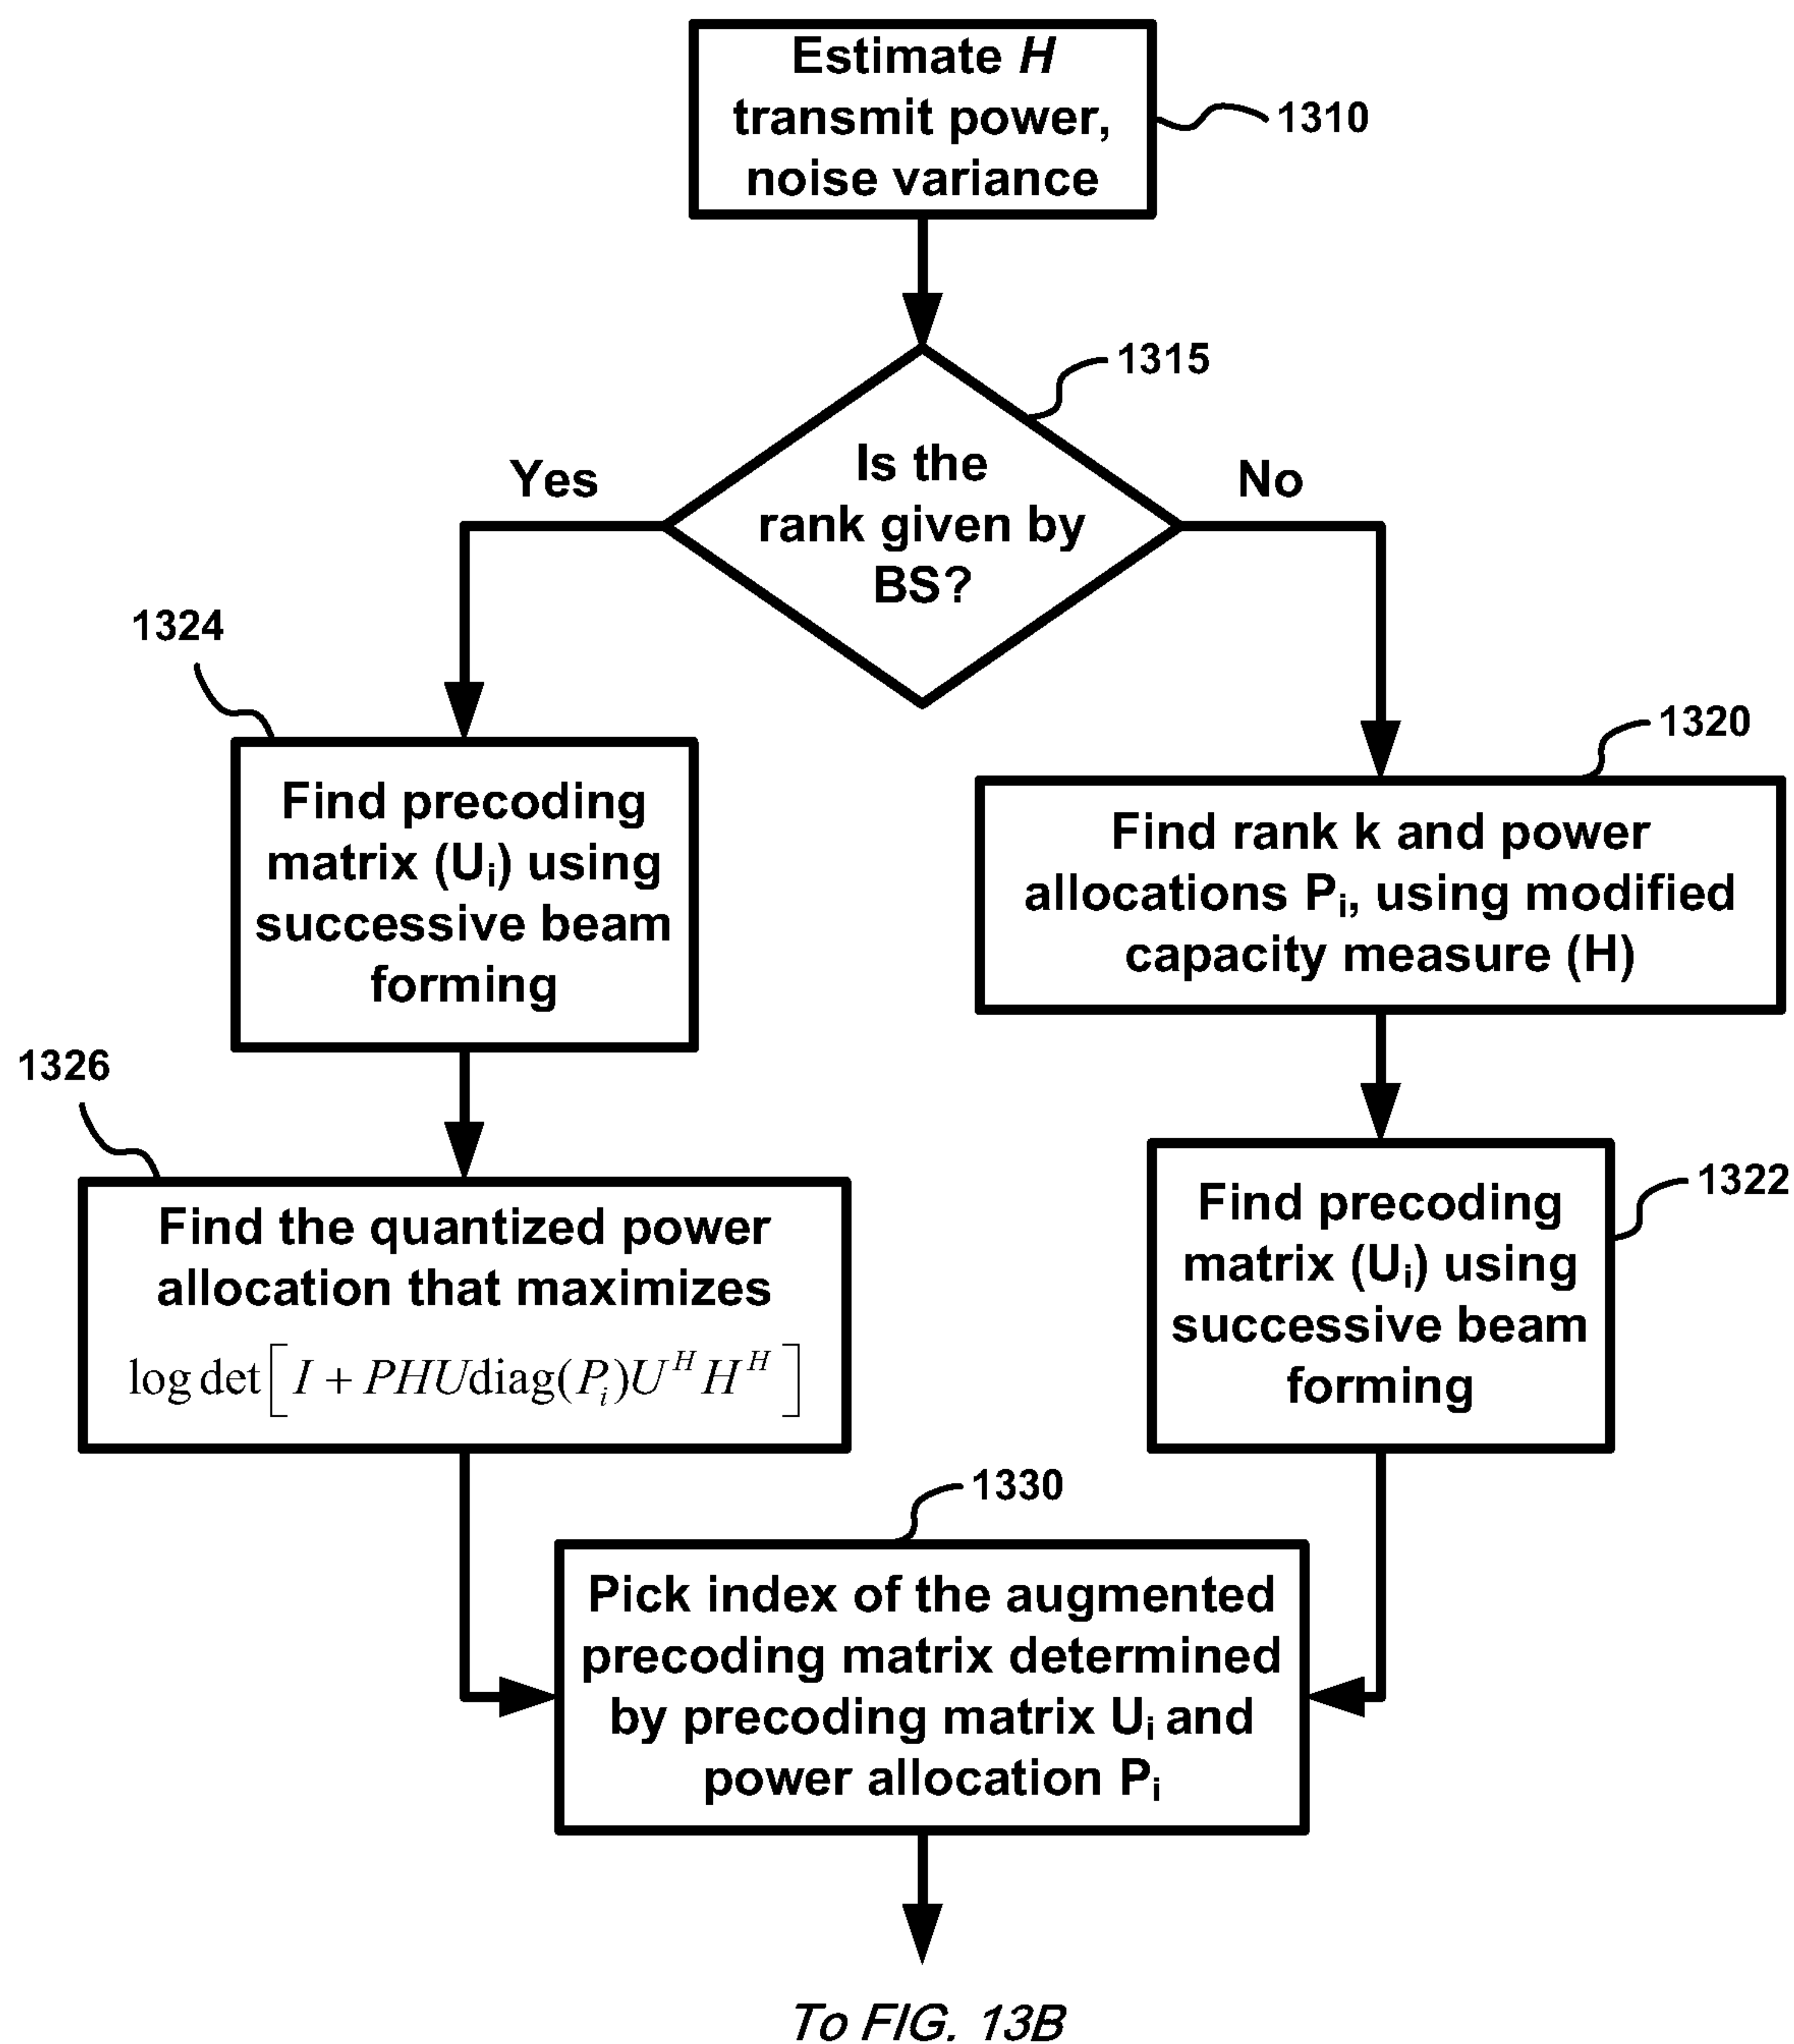 Estimate H
transmit power,
noise variance
1310
1315
Is the
rank given by
BS?
Yes
No
1324
Find precoding
matrix (Uᵢ) using
successive beam
forming
1320
Find rank k and power
allocations Pᵢ, using modified
capacity measure (H)
1326
Find the quantized power
allocation that maximizes
log det[I + PHUdiag(Pᵢ)Uᴴ Hᴴ]
1322
Find precoding
matrix (Uᵢ) using
successive beam
forming
1330
Pick index of the augmented
precoding matrix determined
by precoding matrix Uᵢ and
power allocation Pᵢ
To FIG. 13B